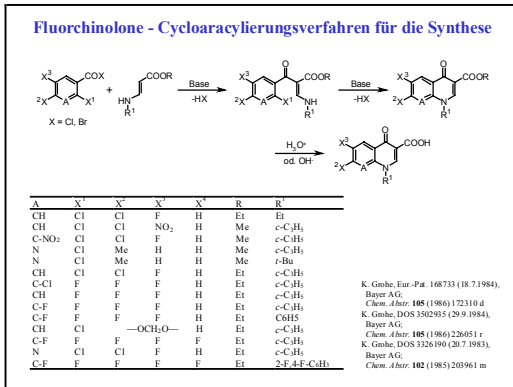 Fluorchinolone - Cycloaracylierungsverfahren für die Synthese
X³ COX COOR Base X³ O COOR Base X³ O COOR
²X A X¹ HN R¹ -HX ²X A X¹ NH R¹ -HX ²X A N R¹
X = Cl, Br
H₃O⁺
od. OH⁻
X³ O COOH
²X A N R¹
A X¹ X² X³ X⁴ R R¹
CH Cl Cl F H Et Et
CH Cl Cl NO₂ H Me c-C₃H₅
C-NO₂ Cl Cl F H Me c-C₃H₅
N Cl Me H H Me c-C₃H₅
N Cl Me H H Me t-Bu
CH Cl Cl F H Et c-C₃H₅
C-Cl F F F H Et c-C₃H₅
CH F F F H Et c-C₃H₅
C-F F F F H Et c-C₃H₅
C-F F F F H Et C6H5
CH Cl —OCH₂O— H Et c-C₃H₅
C-F F F F F Et c-C₃H₅
N Cl Cl F H Et c-C₃H₅
C-F F F F F Et 2-F,4-F-C₆H₃
K. Grohe, Eur.-Pat. 168733 (18.7.1984),
Bayer AG;
Chem. Abstr. 105 (1986) 172310 d
K. Grohe, DOS 3502935 (29.9.1984),
Bayer AG;
Chem. Abstr. 105 (1986) 226051 r
K. Grohe, DOS 3326190 (20.7.1983),
Bayer AG;
Chem. Abstr. 102 (1985) 203961 m